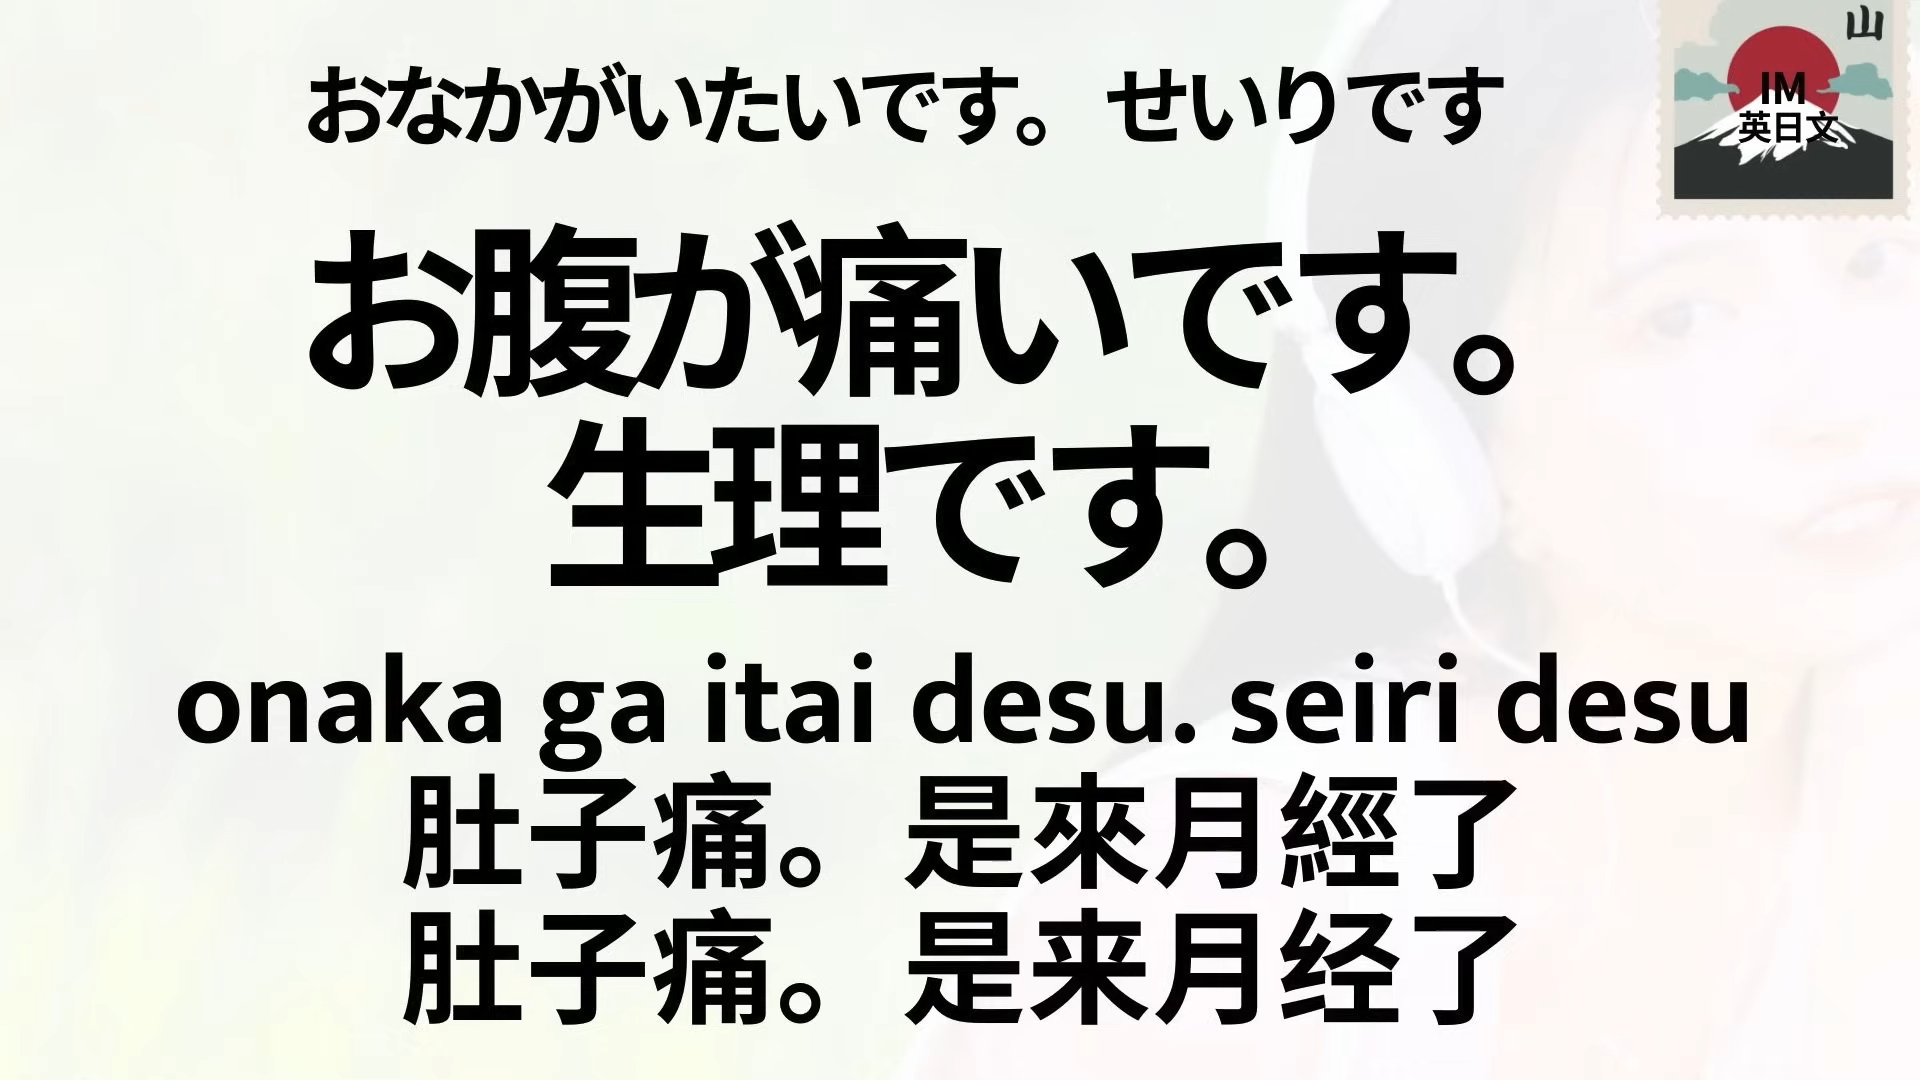 山
IM
英日文
おなかがいたいです。せいりです
お腹が痛いです。
生理です。
onaka ga itai desu. seiri desu
肚子痛。是來月經了
肚子痛。是来月经了